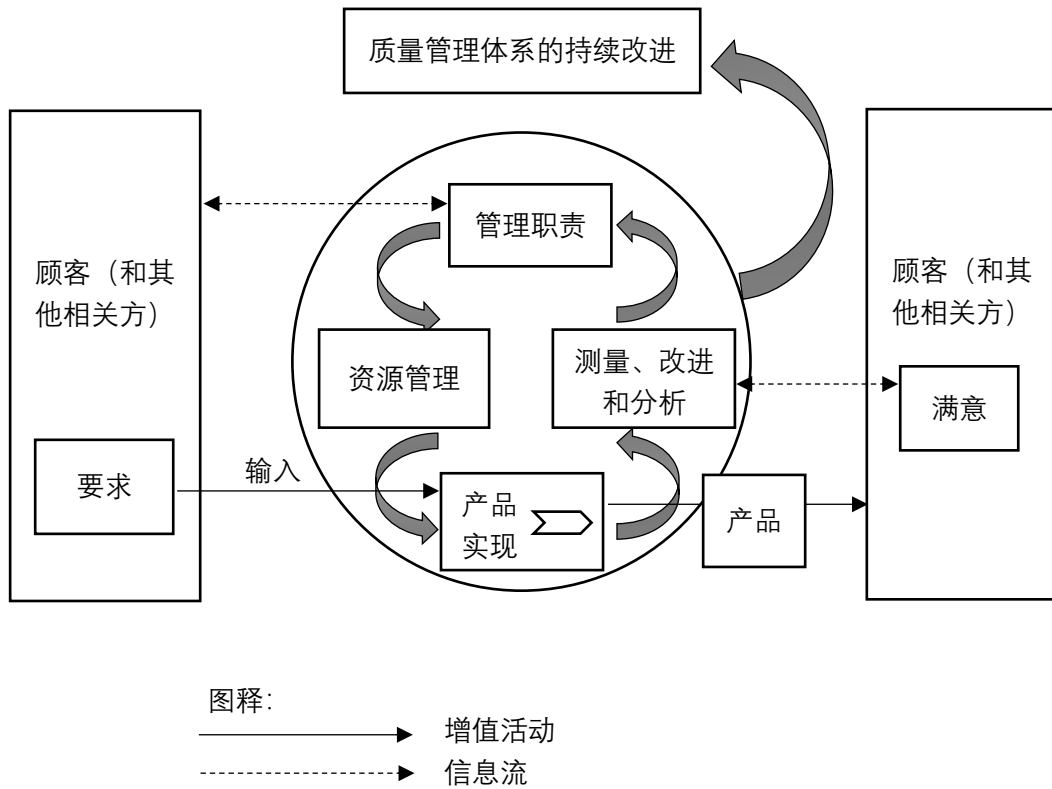 质量管理体系的持续改进
管理职责
顾客（和其
他相关方）
顾客（和其
他相关方）
资源管理
测量、改进
和分析
满意
要求
输入
产品
实现
产品
图释：
增值活动
信息流